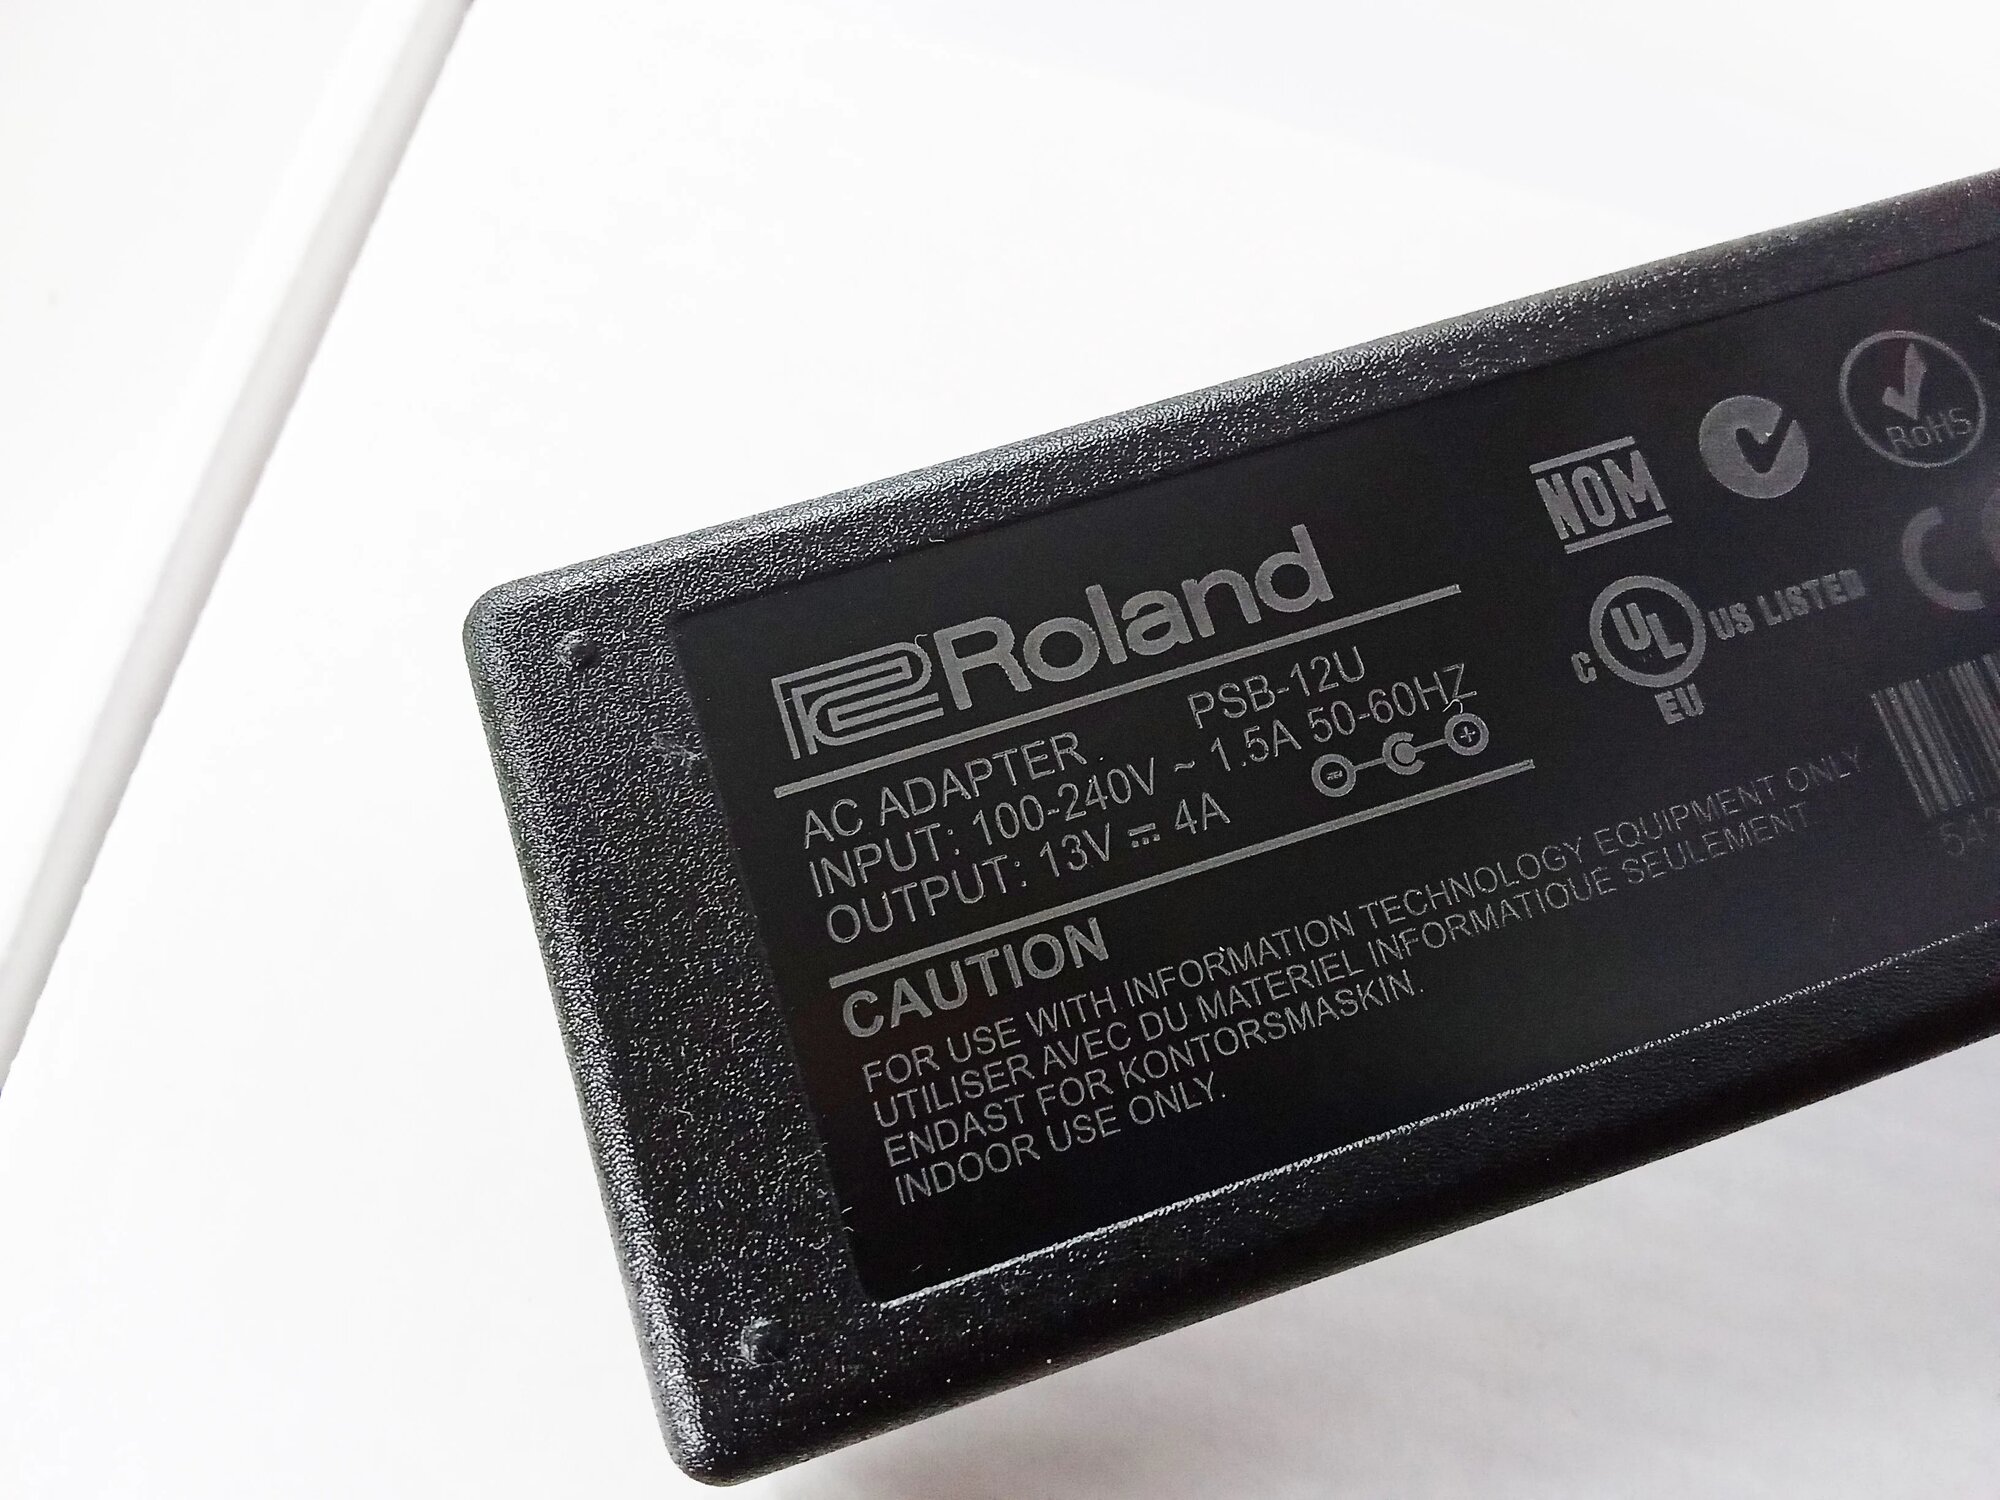 Roland
AC ADAPTER PSB-12U
INPUT: 100-240V ~ 1.5A 50-60HZ
OUTPUT: 13V ⎓ 4A
CAUTION
FOR USE WITH INFORMATION TECHNOLOGY EQUIPMENT ONLY
UTILISER AVEC DU MATERIEL INFORMATIQUE SEULEMENT
ENDAST FOR KONTORSMASKIN.
INDOOR USE ONLY.
NOM
RoHS
C UL US LISTED
EU